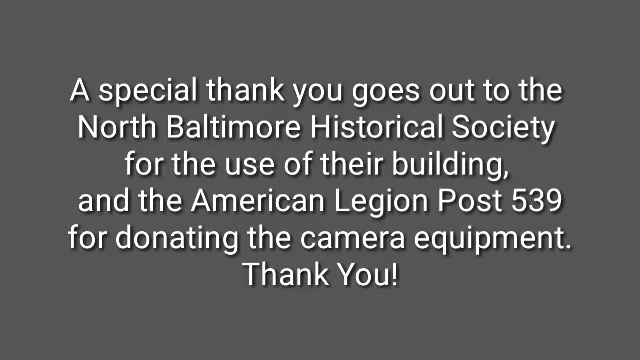 A special thank you goes out to the
North Baltimore Historical Society
for the use of their building,
and the American Legion Post 539
for donating the camera equipment.
Thank You!